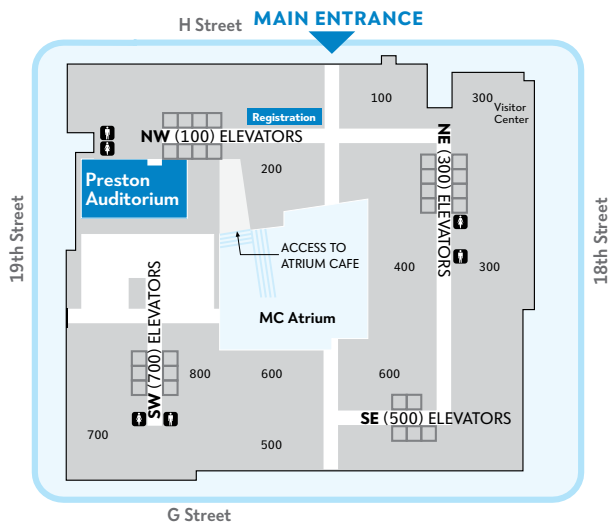 H Street
MAIN ENTRANCE
100
300
Visitor
Center
Registration
NW (100) ELEVATORS
NE (300) ELEVATORS
200
Preston
Auditorium
19th Street
18th Street
ACCESS TO
ATRIUM CAFE
400
300
SW (700) ELEVATORS
MC Atrium
800
600
600
SE (500) ELEVATORS
700
500
G Street